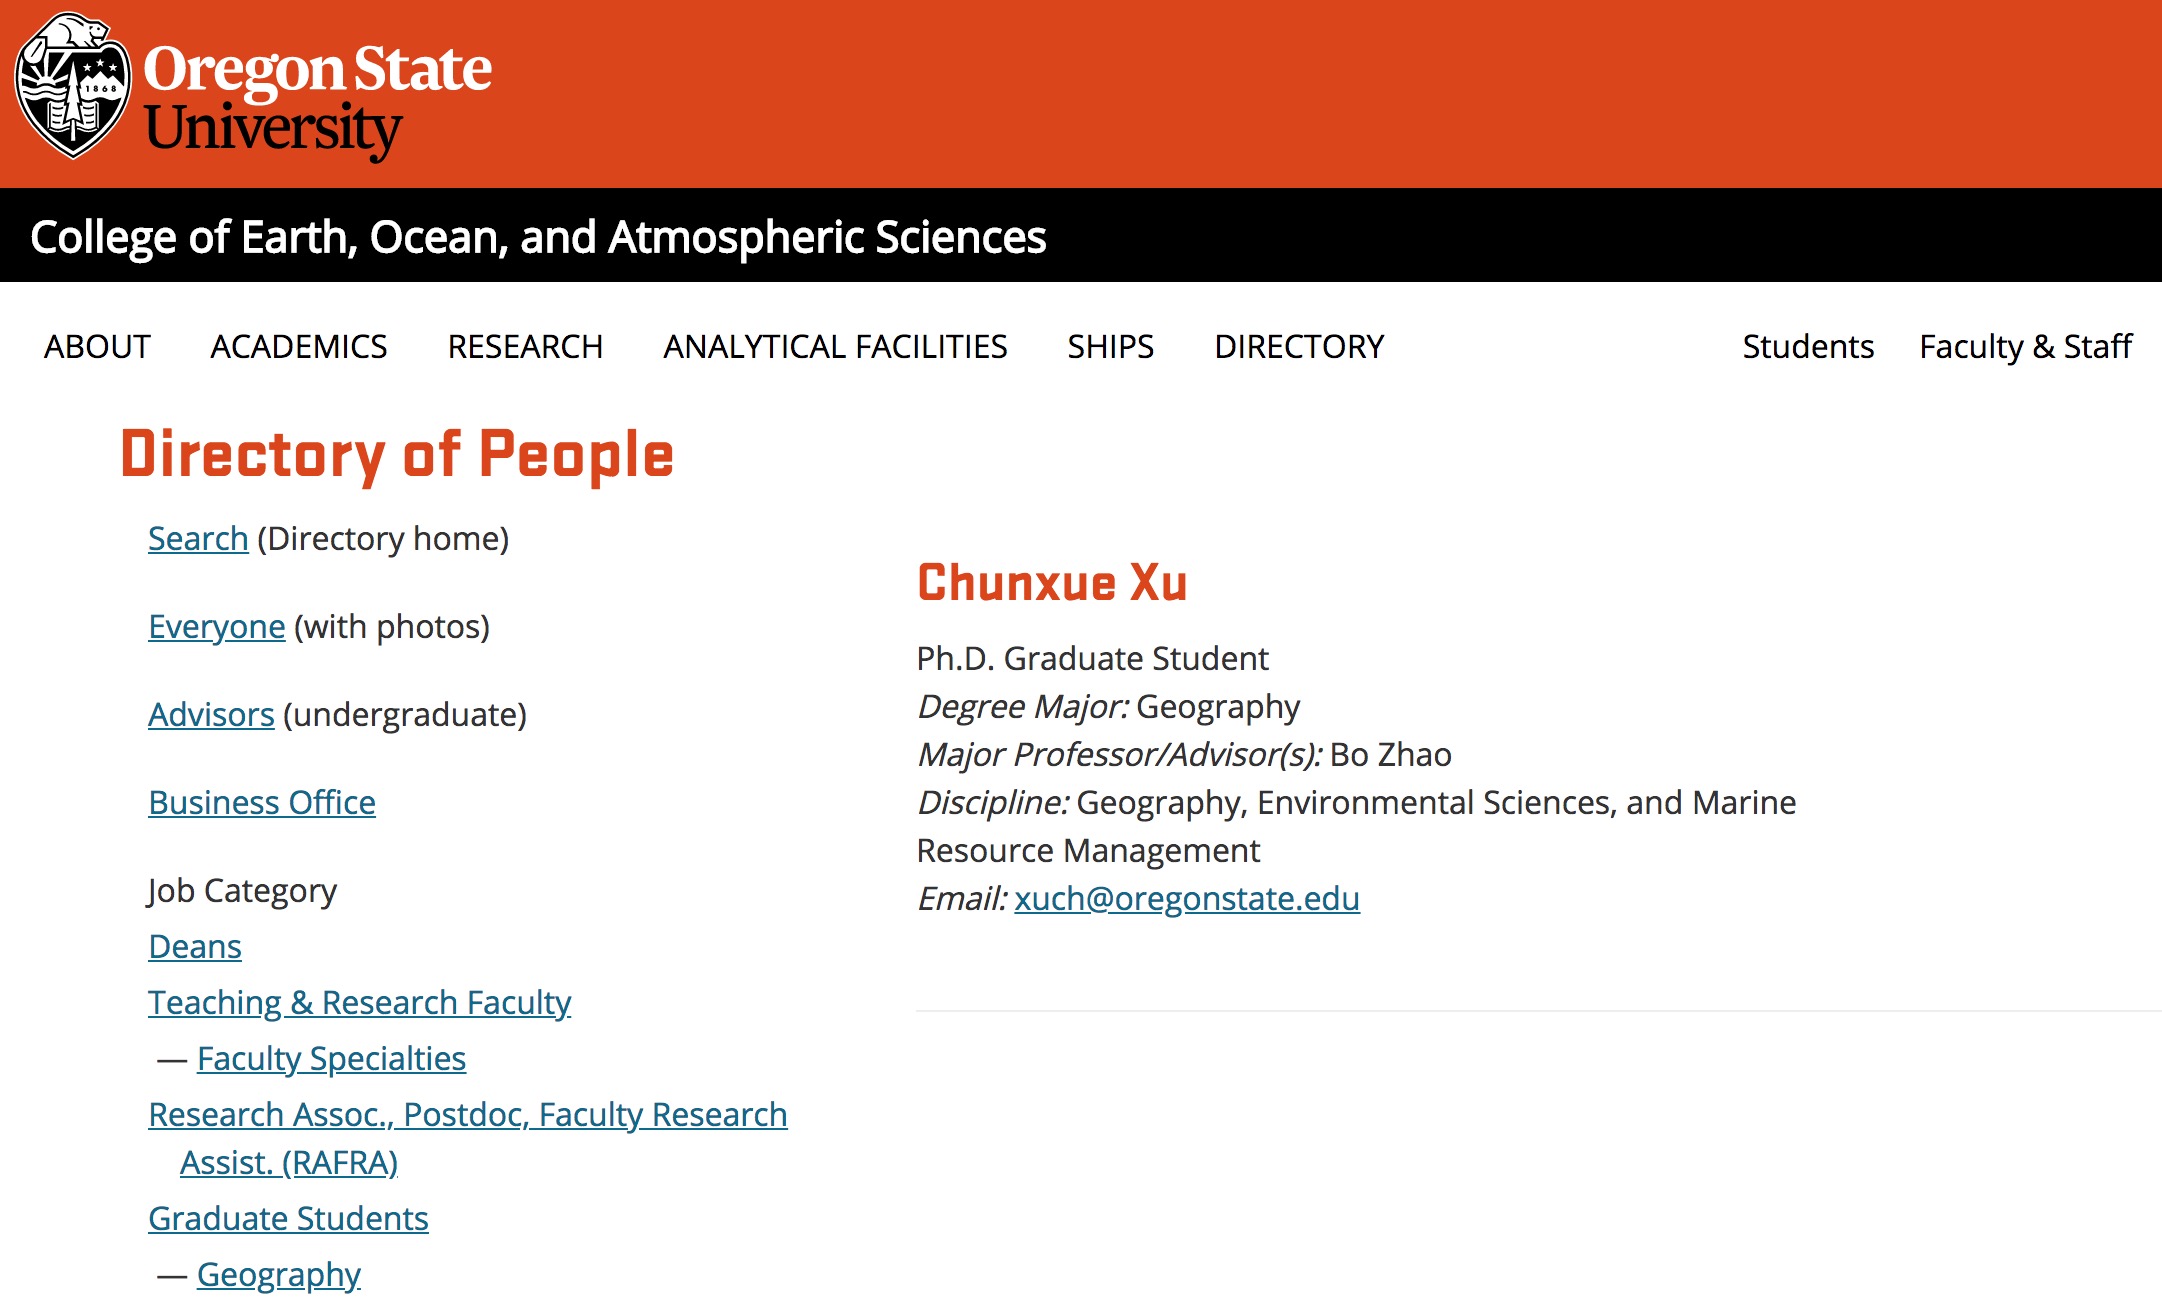 1868
Oregon State
University
College of Earth, Ocean, and Atmospheric Sciences
ABOUT ACADEMICS RESEARCH ANALYTICAL FACILITIES SHIPS DIRECTORY Students Faculty & Staff
Directory of People
Search (Directory home)
Everyone (with photos)
Advisors (undergraduate)
Business Office
Job Category
Deans
Teaching & Research Faculty
— Faculty Specialties
Research Assoc., Postdoc, Faculty Research
Assist. (RAFRA)
Graduate Students
— Geography
Chunxue Xu
Ph.D. Graduate Student
Degree Major: Geography
Major Professor/Advisor(s): Bo Zhao
Discipline: Geography, Environmental Sciences, and Marine
Resource Management
Email: xuch@oregonstate.edu